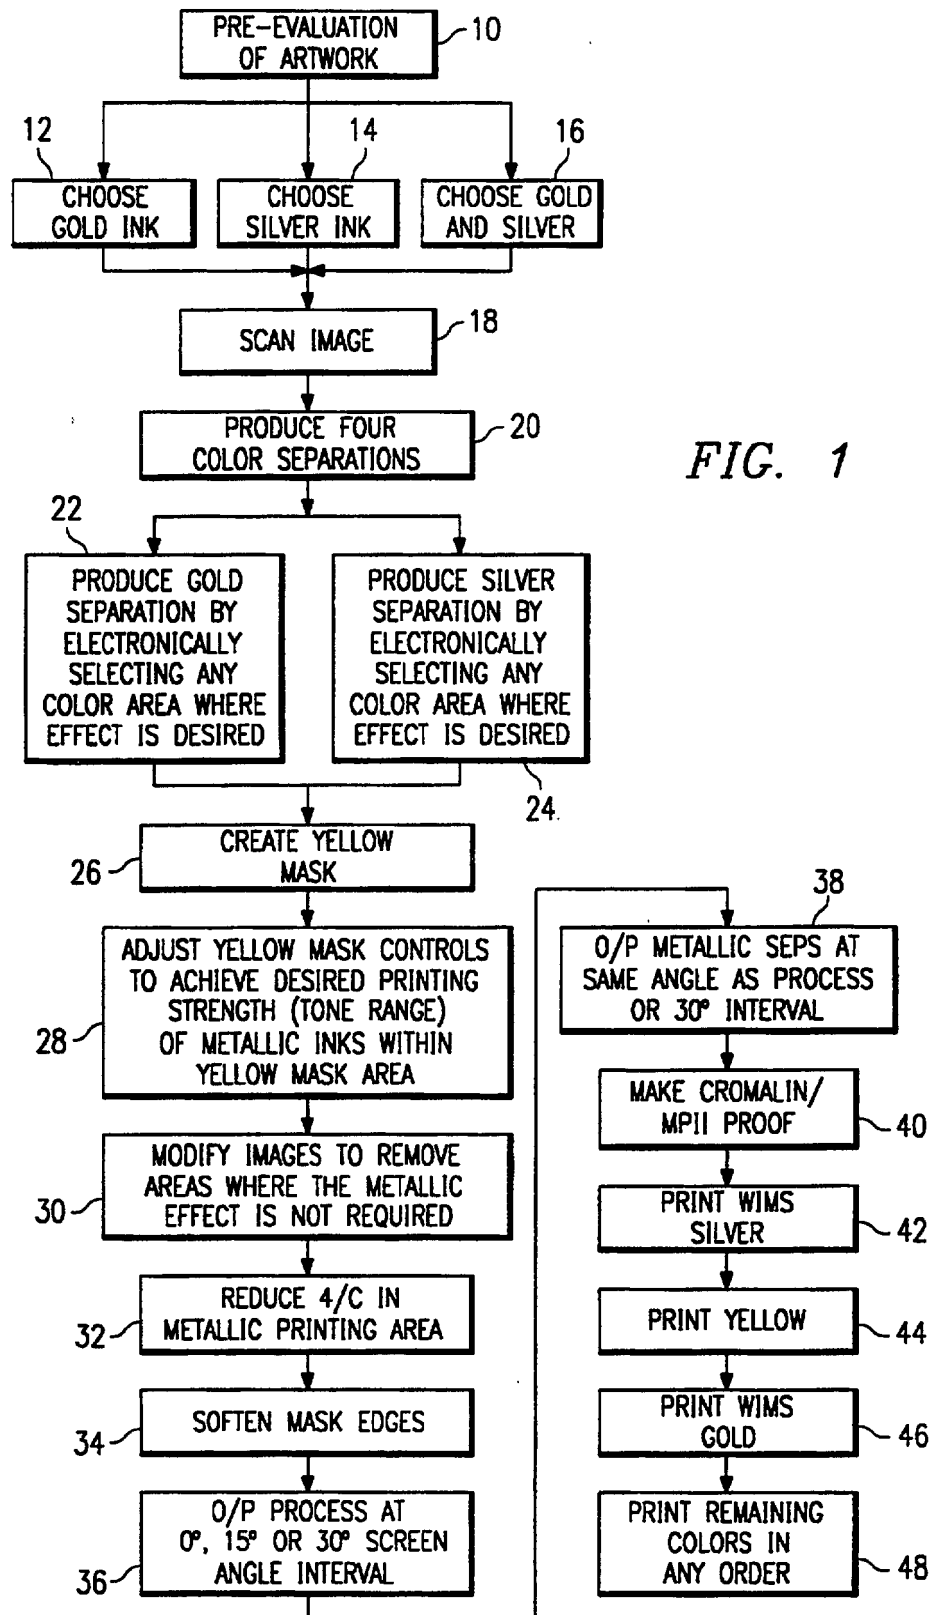 PRE-EVALUATION
OF ARTWORK
10
12
14
16
CHOOSE
GOLD INK
CHOOSE
SILVER INK
CHOOSE GOLD
AND SILVER
SCAN IMAGE
18
PRODUCE FOUR
COLOR SEPARATIONS
20
FIG. 1
22
PRODUCE GOLD
SEPARATION BY
ELECTRONICALLY
SELECTING ANY
COLOR AREA WHERE
EFFECT IS DESIRED
PRODUCE SILVER
SEPARATION BY
ELECTRONICALLY
SELECTING ANY
COLOR AREA WHERE
EFFECT IS DESIRED
24
CREATE YELLOW
MASK
26
ADJUST YELLOW MASK CONTROLS
TO ACHIEVE DESIRED PRINTING
STRENGTH (TONE RANGE)
OF METALLIC INKS WITHIN
YELLOW MASK AREA
28
MODIFY IMAGES TO REMOVE
AREAS WHERE THE METALLIC
EFFECT IS NOT REQUIRED
30
REDUCE 4/C IN
METALLIC PRINTING AREA
32
SOFTEN MASK EDGES
34
O/P PROCESS AT
0°, 15° OR 30° SCREEN
ANGLE INTERVAL
36
38
O/P METALLIC SEPS AT
SAME ANGLE AS PROCESS
OR 30° INTERVAL
MAKE CROMALIN/
MPII PROOF
40
PRINT WIMS
SILVER
42
PRINT YELLOW
44
PRINT WIMS
GOLD
46
PRINT REMAINING
COLORS IN
ANY ORDER
48